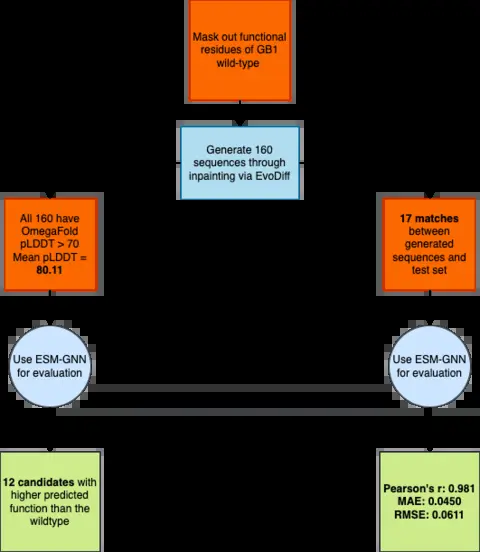 Mask out functional
residues of GB1
wild-type
Generate 160
sequences through
inpainting via EvoDiff
All 160 have
OmegaFold
pLDDT > 70
Mean pLDDT =
80.11
17 matches
between
generated
sequences and
test set
Use ESM-GNN
for evaluation
Use ESM-GNN
for evaluation
12 candidates with
higher predicted
function than the
wildtype
Pearson's r: 0.981
MAE: 0.0450
RMSE: 0.0611